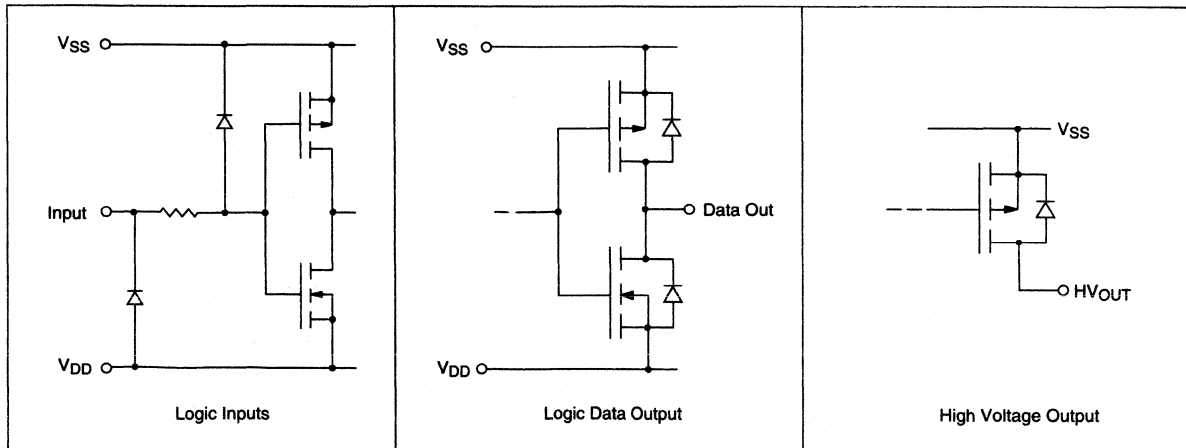 VSS
Input
VDD
Logic Inputs
VSS
Data Out
VDD
Logic Data Output
VSS
HVOUT
High Voltage Output